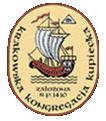 krakowska kongregacja kupiecka
założona
w r. p. 1410